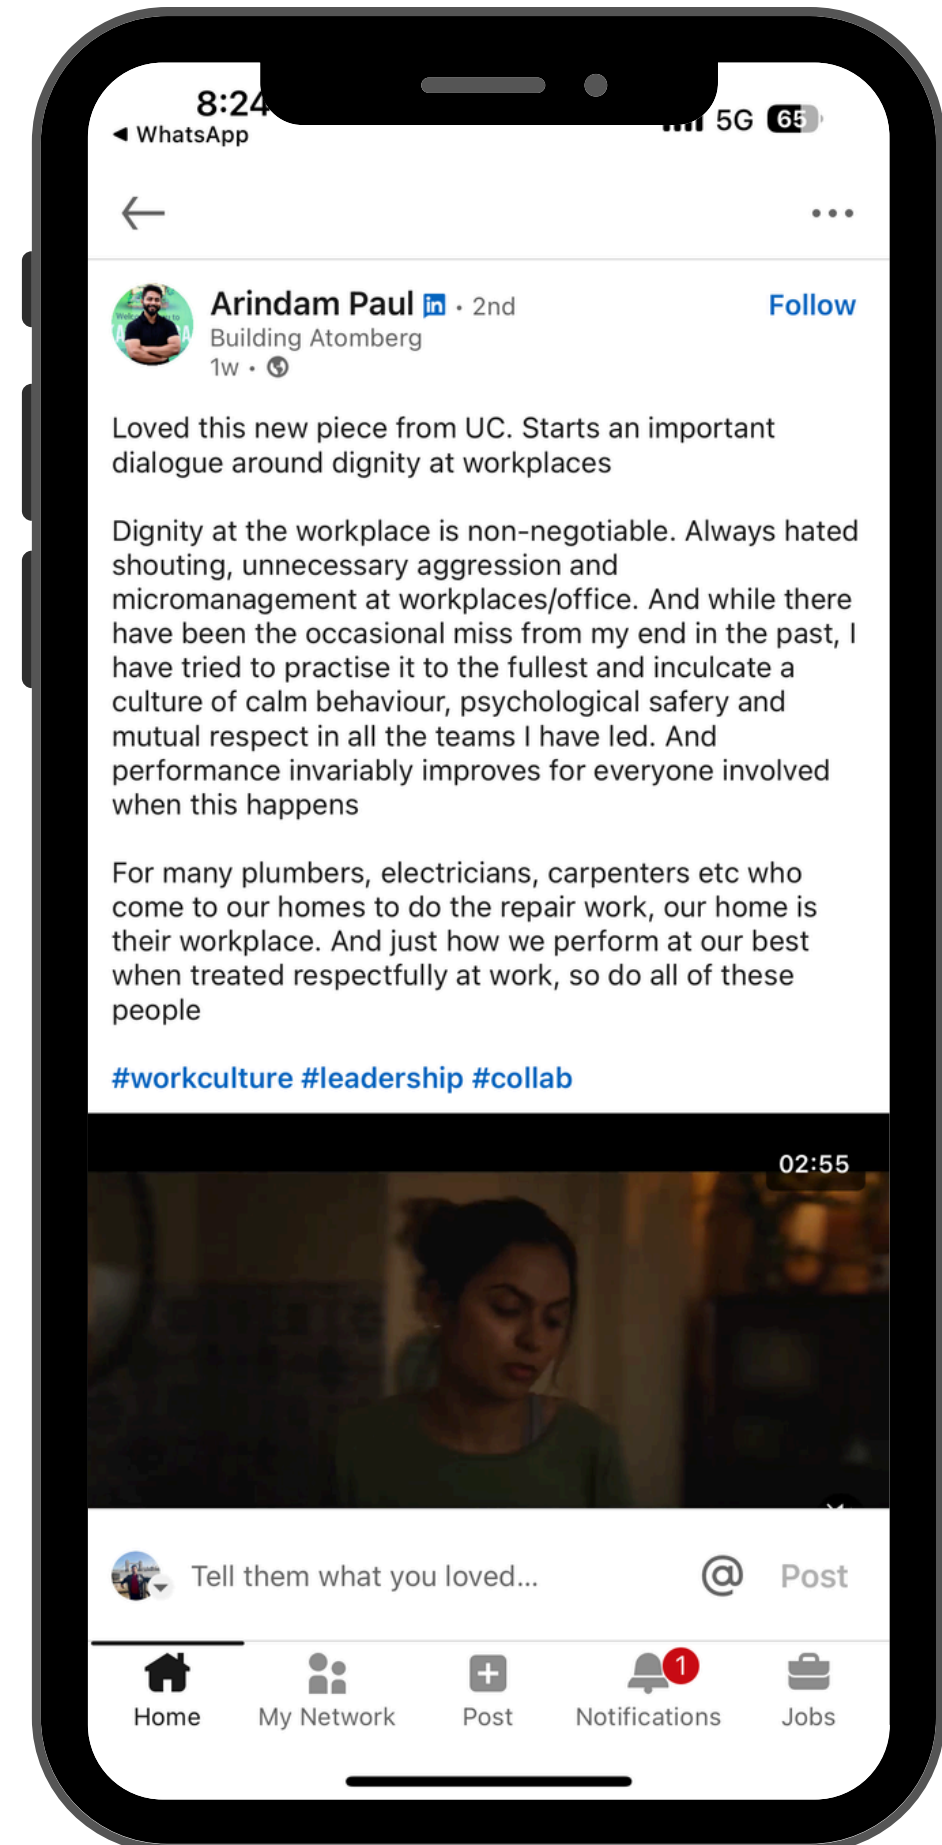 8:24
◀ WhatsApp
5G 65
Arindam Paul in · 2nd
Follow
Building Atomberg
1w ·
Loved this new piece from UC. Starts an important
dialogue around dignity at workplaces
Dignity at the workplace is non-negotiable. Always hated
shouting, unnecessary aggression and
micromanagement at workplaces/office. And while there
have been the occasional miss from my end in the past, I
have tried to practise it to the fullest and inculcate a
culture of calm behaviour, psychological safery and
mutual respect in all the teams I have led. And
performance invariably improves for everyone involved
when this happens
For many plumbers, electricians, carpenters etc who
come to our homes to do the repair work, our home is
their workplace. And just how we perform at our best
when treated respectfully at work, so do all of these
people
#workculture #leadership #collab
02:55
Tell them what you loved...
@ Post
1
Home My Network Post Notifications Jobs